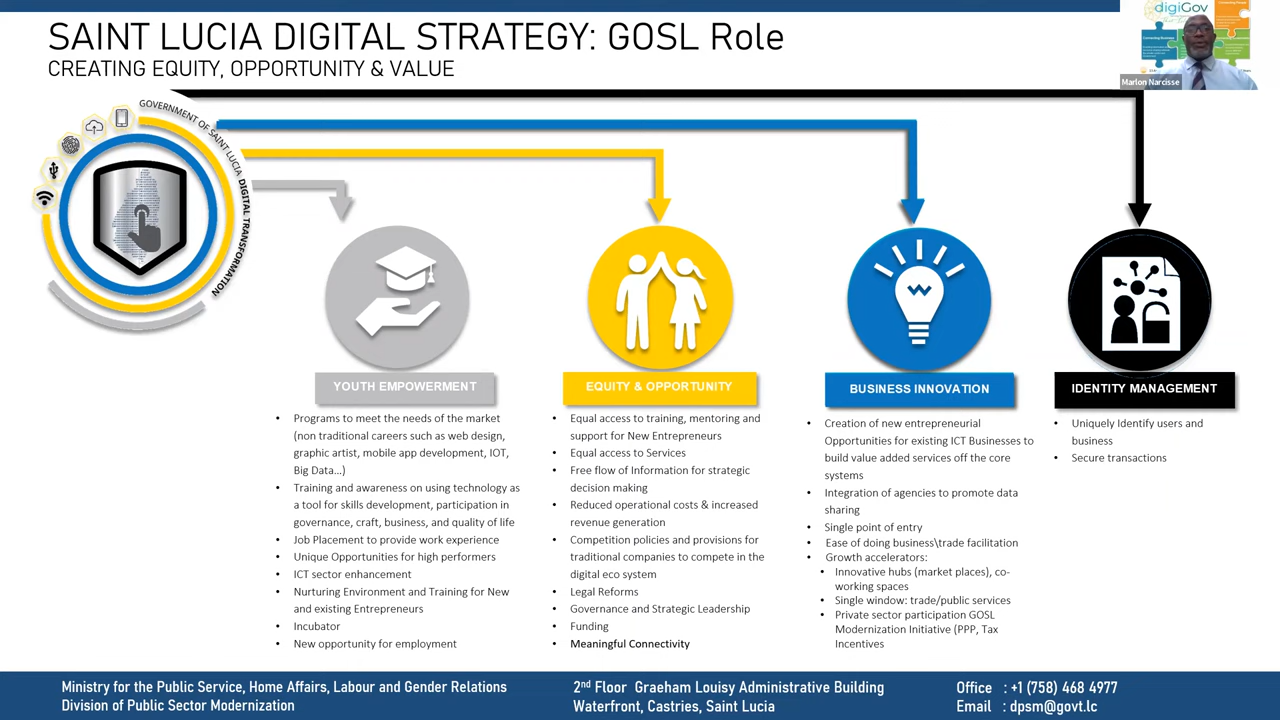 SAINT LUCIA DIGITAL STRATEGY: GOSL Role
CREATING EQUITY, OPPORTUNITY & VALUE
digiGov
Marlon Narcisse
GOVERNMENT OF SAINT LUCIA DIGITAL TRANSFORMATION
YOUTH EMPOWERMENT
• Programs to meet the needs of the market
(non traditional careers such as web design,
graphic artist, mobile app development, IOT,
Big Data…)
• Training and awareness on using technology as
a tool for skills development, participation in
governance, craft, business, and quality of life
• Job Placement to provide work experience
• Unique Opportunities for high performers
• ICT sector enhancement
• Nurturing Environment and Training for New
and existing Entrepreneurs
• Incubator
• New opportunity for employment
EQUITY & OPPORTUNITY
• Equal access to training, mentoring and
support for New Entrepreneurs
• Equal access to Services
• Free flow of Information for strategic
decision making
• Reduced operational costs & increased
revenue generation
• Competition policies and provisions for
traditional companies to compete in the
digital eco system
• Legal Reforms
• Governance and Strategic Leadership
• Funding
• Meaningful Connectivity
BUSINESS INNOVATION
• Creation of new entrepreneurial
Opportunities for existing ICT Businesses to
build value added services off the core
systems
• Integration of agencies to promote data
sharing
• Single point of entry
• Ease of doing business\trade facilitation
• Growth accelerators:
• Innovative hubs (market places), co-
working spaces
• Single window: trade/public services
• Private sector participation GOSL
Modernization Initiative (PPP, Tax
Incentives
IDENTITY MANAGEMENT
• Uniquely Identify users and
business
• Secure transactions
Ministry for the Public Service, Home Affairs, Labour and Gender Relations
Division of Public Sector Modernization
2nd Floor Graeham Louisy Administrative Building
Waterfront, Castries, Saint Lucia
Office : +1 (758) 468 4977
Email : dpsm@govt.lc